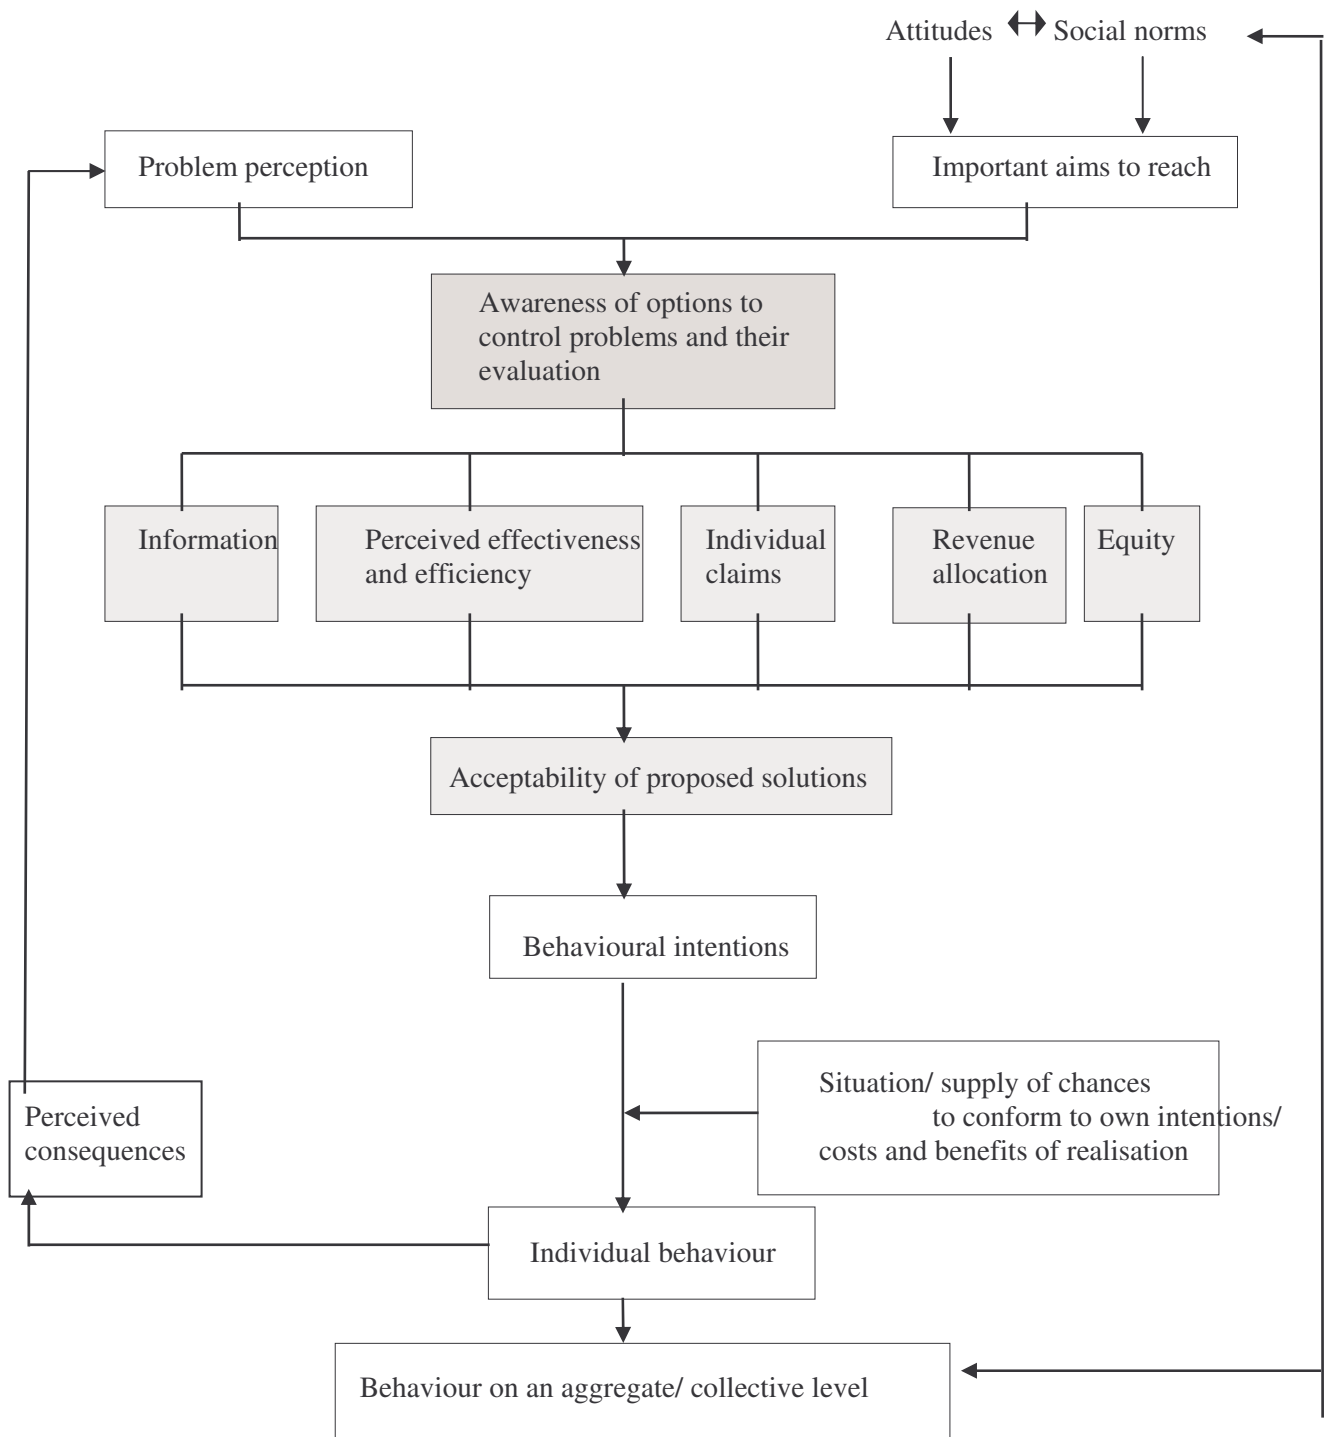 Attitudes Social norms
Problem perception
Important aims to reach
Awareness of options to
control problems and their
evaluation
Information
Perceived effectiveness
and efficiency
Individual
claims
Revenue
allocation
Equity
Acceptability of proposed solutions
Behavioural intentions
Situation/ supply of chances
to conform to own intentions/
costs and benefits of realisation
Perceived
consequences
Individual behaviour
Behaviour on an aggregate/ collective level